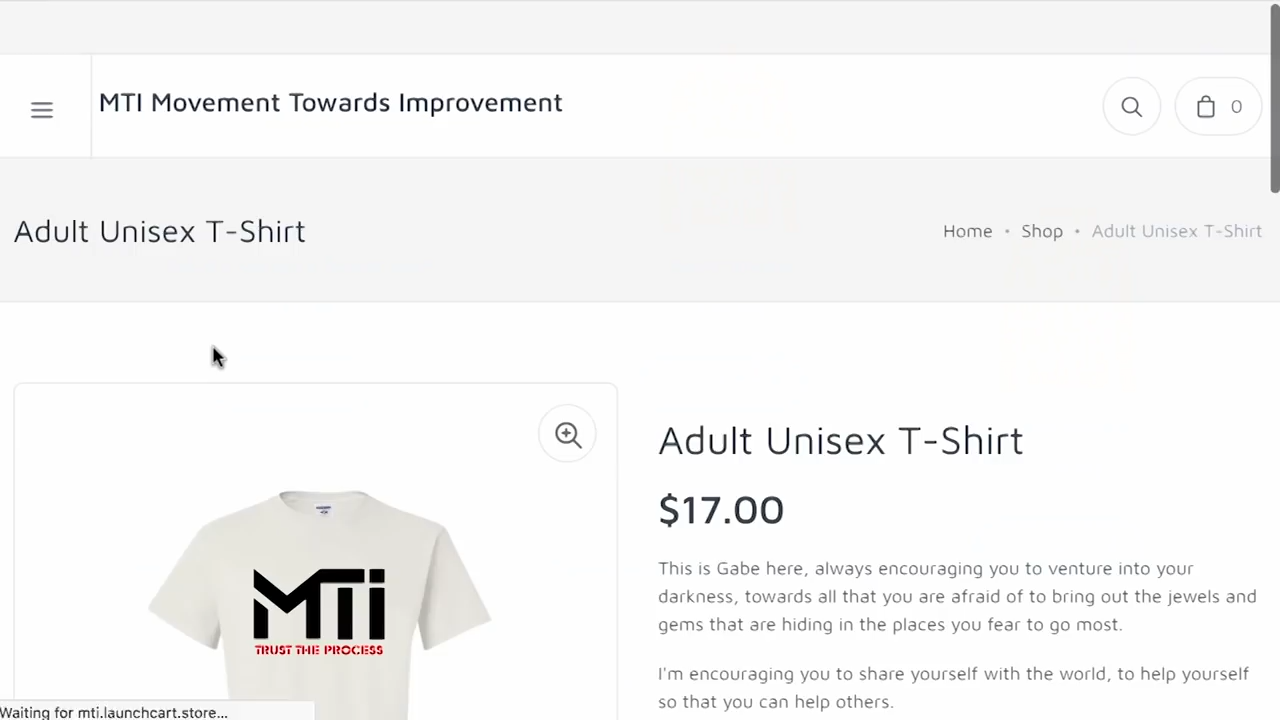 MTI Movement Towards Improvement
0
Adult Unisex T-Shirt
Home • Shop • Adult Unisex T-Shirt
Adult Unisex T-Shirt
$17.00
This is Gabe here, always encouraging you to venture into your
darkness, towards all that you are afraid of to bring out the jewels and
gems that are hiding in the places you fear to go most.
I'm encouraging you to share yourself with the world, to help yourself
so that you can help others.
MTi
TRUST THE PROCESS
Waiting for mti.launchcart.store...